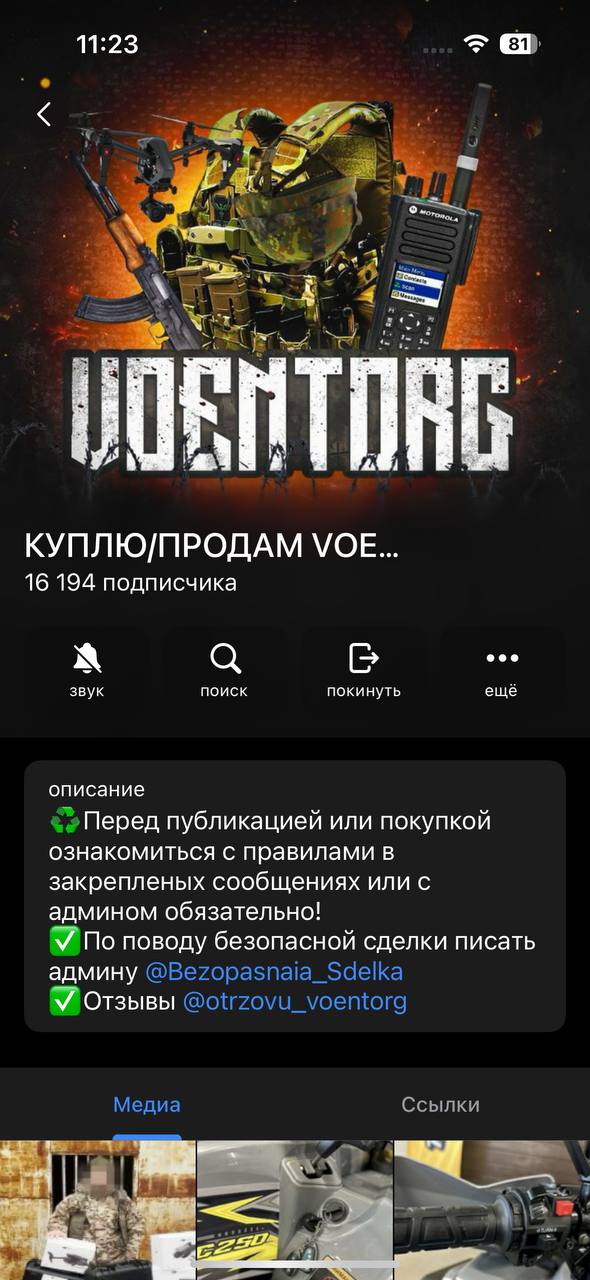 11:23
81
MOTOROLA
Main Menu
Contacts
Scan
Messages
VOENTORG
КУПЛЮ/ПРОДАМ VOE...
16 194 подписчика
звук
поиск
покинуть
ещё
описание
♻️Перед публикацией или покупкой
ознакомиться с правилами в
закрепленых сообщениях или с
админом обязательно!
✅По поводу безопасной сделки писать
админу @Bezopasnaia_Sdelka
✅Отзывы @otrzovu_voentorg
Медиа
Ссылки